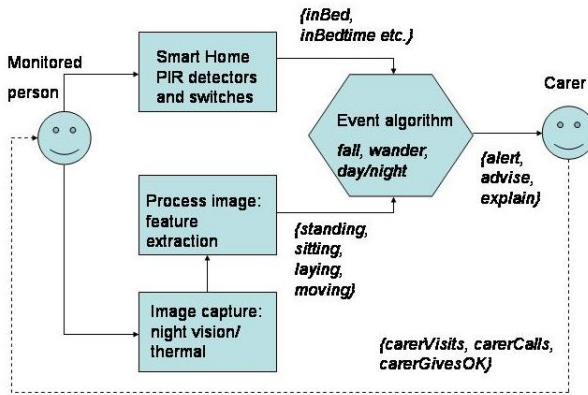 Monitored
person
Smart Home
PIR detectors
and switches
{inBed,
inBedtime etc.}
Carer
Event algorithm
fall, wander,
day/night
{alert,
advise,
explain}
Process image:
feature
extraction
{standing,
sitting,
laying,
moving}
Image capture:
night vision/
thermal
{carerVisits, carerCalls,
carerGivesOK}